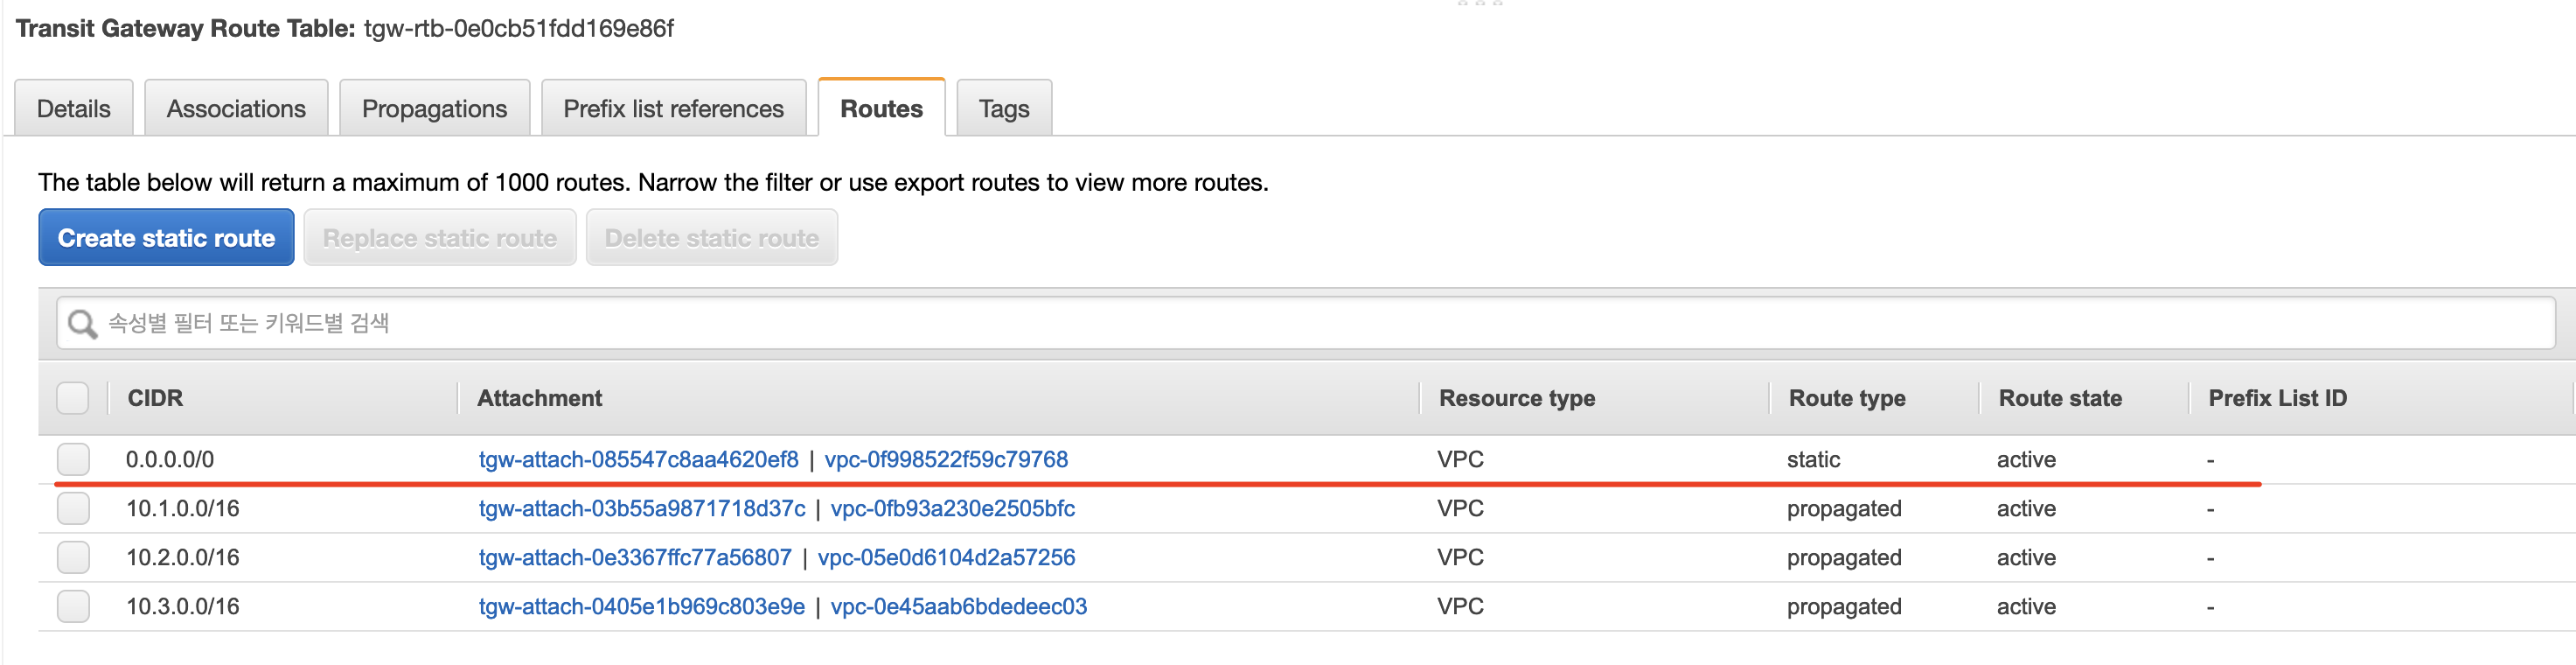 Transit Gateway Route Table: tgw-rtb-0e0cb51fdd169e86f
Details Associations Propagations Prefix list references Routes Tags
The table below will return a maximum of 1000 routes. Narrow the filter or use export routes to view more routes.
Create static route Replace static route Delete static route
속성별 필터 또는 키워드별 검색
CIDR Attachment Resource type Route type Route state Prefix List ID
0.0.0.0/0 tgw-attach-085547c8aa4620ef8 | vpc-0f998522f59c79768 VPC static active -
10.1.0.0/16 tgw-attach-03b55a9871718d37c | vpc-0fb93a230e2505bfc VPC propagated active -
10.2.0.0/16 tgw-attach-0e3367ffc77a56807 | vpc-05e0d6104d2a57256 VPC propagated active -
10.3.0.0/16 tgw-attach-0405e1b969c803e9e | vpc-0e45aab6bdedeec03 VPC propagated active -